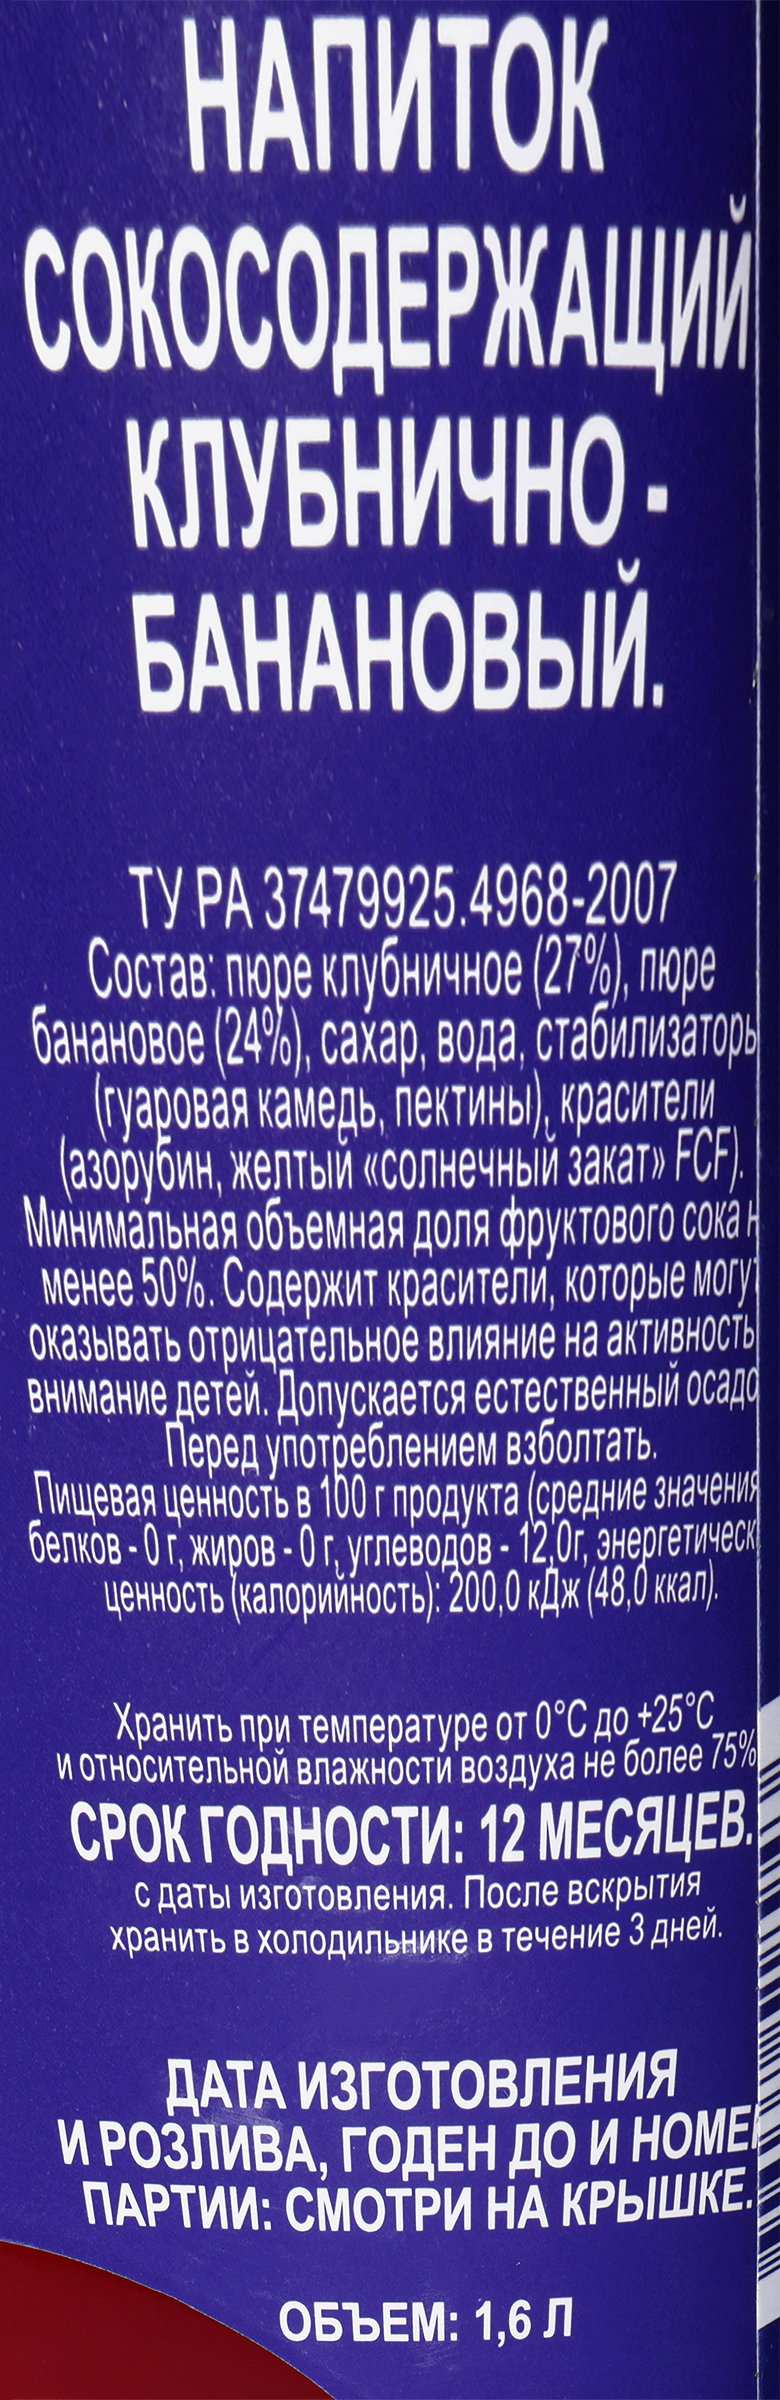 НАПИТОК
СОКОСОДЕРЖАЩИЙ
КЛУБНИЧНО -
БАНАНОВЫЙ.
ТУ РА 37479925.4968-2007
Состав: пюре клубничное (27%), пюре
банановое (24%), сахар, вода, стабилизаторы
(гуаровая камедь, пектины), красители
(азорубин, желтый «солнечный закат» FCF).
Минимальная объемная доля фруктового сока
менее 50%. Содержит красители, которые могут
оказывать отрицательное влияние на активность
внимание детей. Допускается естественный
Перед употреблением взболтать.
Пищевая ценность в 100 г продукта (средние значения
белков - 0 г, жиров - 0 г, углеводов - 12,0г,
ценность (калорийность): 200,0 кДж (48,0 ккал).
Хранить при температуре от 0°С до +25°С
и относительной влажности воздуха не более 75%
СРОК ГОДНОСТИ: 12 МЕСЯЦЕВ.
с даты изготовления. После вскрытия
хранить в холодильнике в течение 3 дней.
ДАТА ИЗГОТОВЛЕНИЯ
И РОЗЛИВА, ГОДЕН ДО И НОМЕР
ПАРТИИ: СМОТРИ НА КРЫШКЕ.
ОБЪЕМ: 1,6 Л